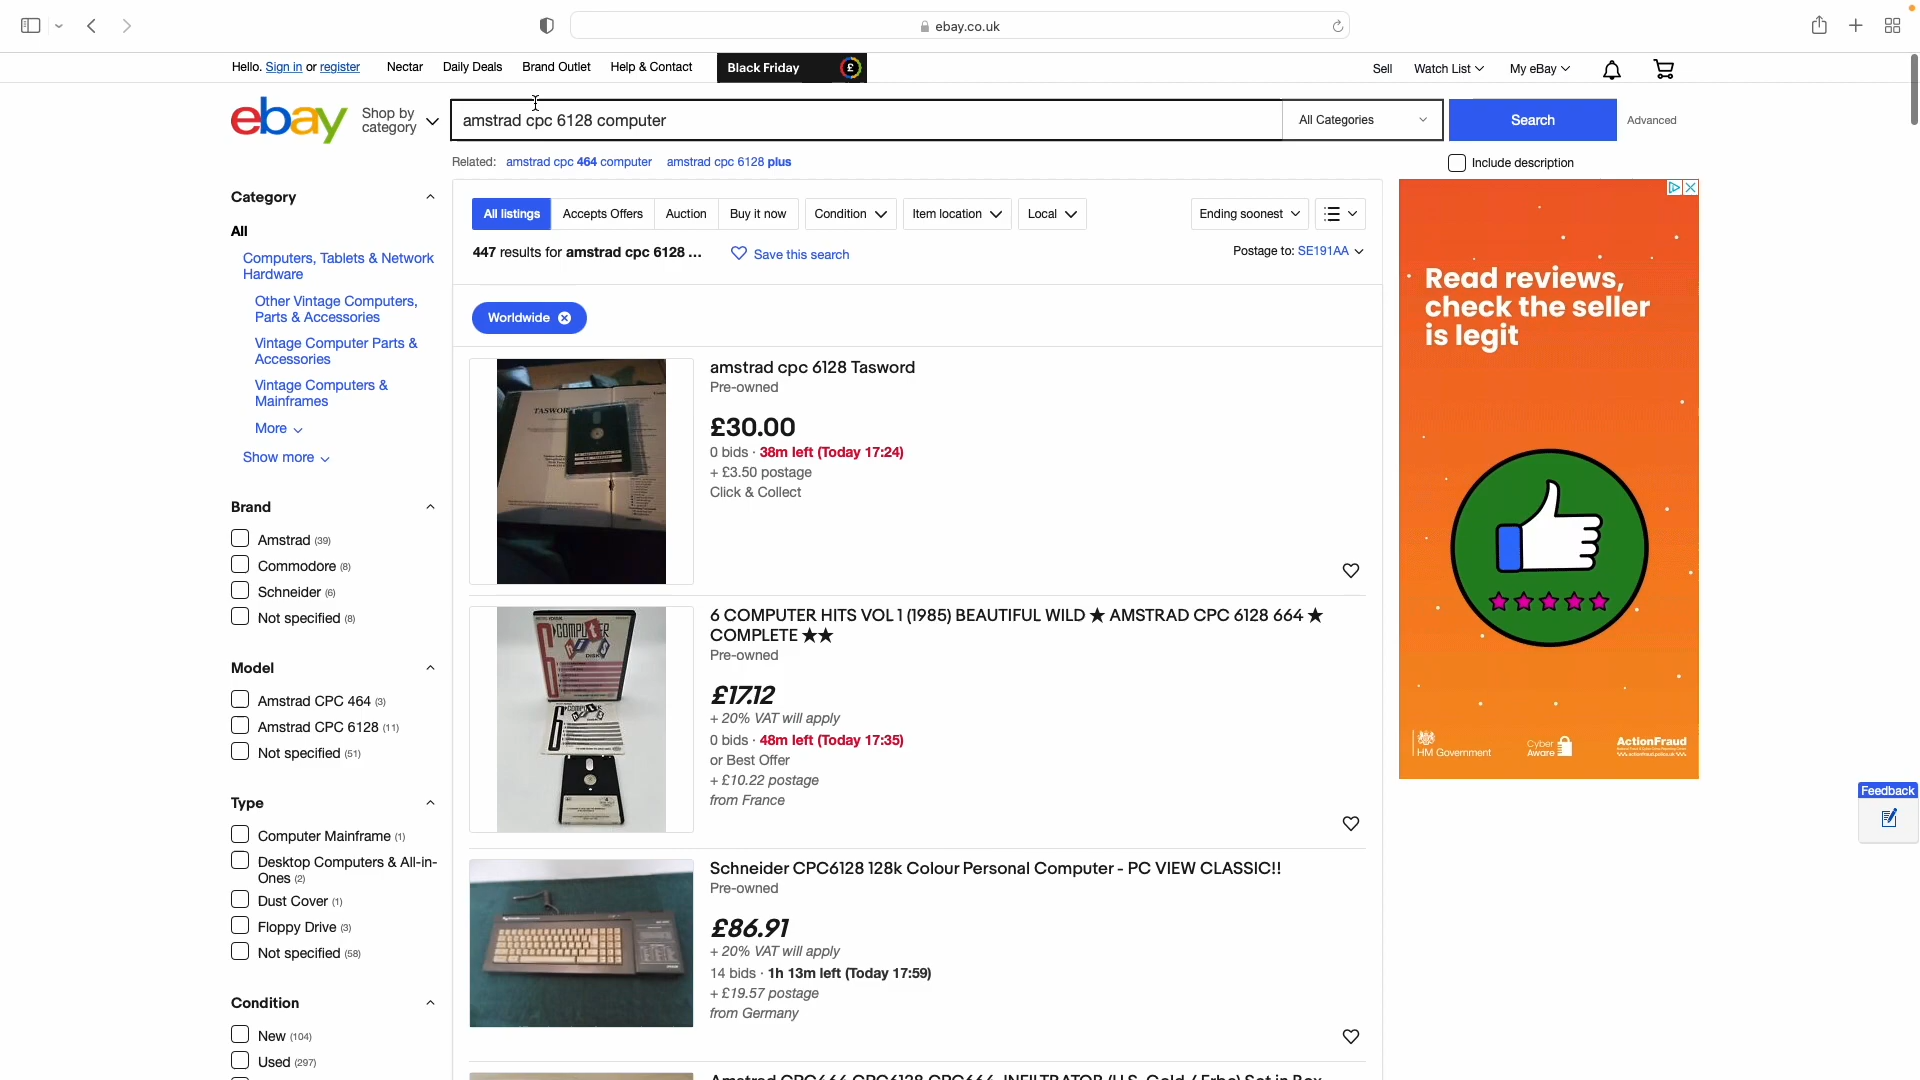 ebay.co.uk
Hello. Sign in or register
Nectar
Daily Deals
Brand Outlet
Help & Contact
Black Friday
£
Sell
Watch List
My eBay
ebay
Shop by
category
amstrad cpc 6128 computer
All Categories
Search
Advanced
Related: amstrad cpc 464 computer amstrad cpc 6128 plus
Include description
Category
All
Computers, Tablets & Network
Hardware
Other Vintage Computers,
Parts & Accessories
Vintage Computer Parts &
Accessories
Vintage Computers &
Mainframes
More
Show more
Brand
Amstrad (39)
Commodore (8)
Schneider (6)
Not specified (8)
Model
Amstrad CPC 464 (3)
Amstrad CPC 6128 (11)
Not specified (51)
Type
Computer Mainframe (1)
Desktop Computers & All-in-
Ones (2)
Dust Cover (1)
Floppy Drive (3)
Not specified (58)
Condition
New (104)
Used (297)
All listings
Accepts Offers
Auction
Buy it now
Condition
Item location
Local
Ending soonest
447 results for amstrad cpc 6128 ...
Save this search
Postage to: SE191AA
Worldwide
TASWOR
amstrad cpc 6128 Tasword
Pre-owned
£30.00
0 bids · 38m left (Today 17:24)
+ £3.50 postage
Click & Collect
6 COMPUTER HITS VOL 1 (1985) BEAUTIFUL WILD ★ AMSTRAD CPC 6128 664 ★
COMPLETE ★★
Pre-owned
£17.12
+ 20% VAT will apply
0 bids · 48m left (Today 17:35)
or Best Offer
+ £10.22 postage
from France
Schneider CPC6128 128k Colour Personal Computer - PC VIEW CLASSIC!!
Pre-owned
£86.91
+ 20% VAT will apply
14 bids · 1h 13m left (Today 17:59)
+ £19.57 postage
from Germany
Amstrad CPC464 CPC6128 CPC664 INFILTRATOR (U.S. Gold / Erbe) Set in Box
Read reviews,
check the seller
is legit
HM Government
Cyber
Aware
ActionFraud
Feedback